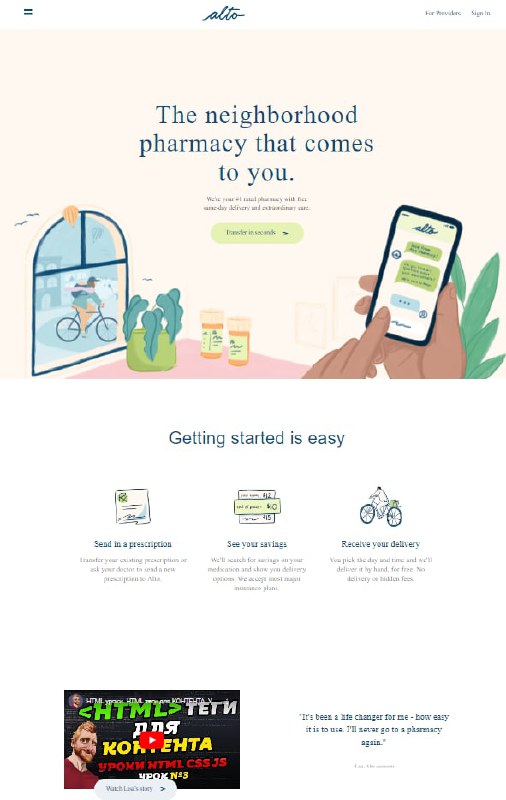 alto
For Providers
Sign In
The neighborhood
pharmacy that comes
to you.
We're your #1 rated pharmacy with free
same-day delivery and extraordinary care.
Transfer in seconds >
alto
Getting started is easy
$12
$10
$15
Send in a prescription
See your savings
Receive your delivery
Transfer your existing prescription or
ask your doctor to send a new
prescription to Alto.
We'll search for savings on your
medication and show you delivery
options. We accept most major
insurance plans.
You pick the day and time and we'll
deliver it by hand, for free. No
delivery or hidden fees.
HTML уроки. HTML теги для КОНТЕНТА. У
<HTML> ТЕГИ
ДЛЯ
КОНТЕНТА
УРОКИ HTML CSS JS
УРОК №3
Watch Lisa's story >
"It's been a life changer for me - how easy
it is to use. I'll never go to a pharmacy
again."